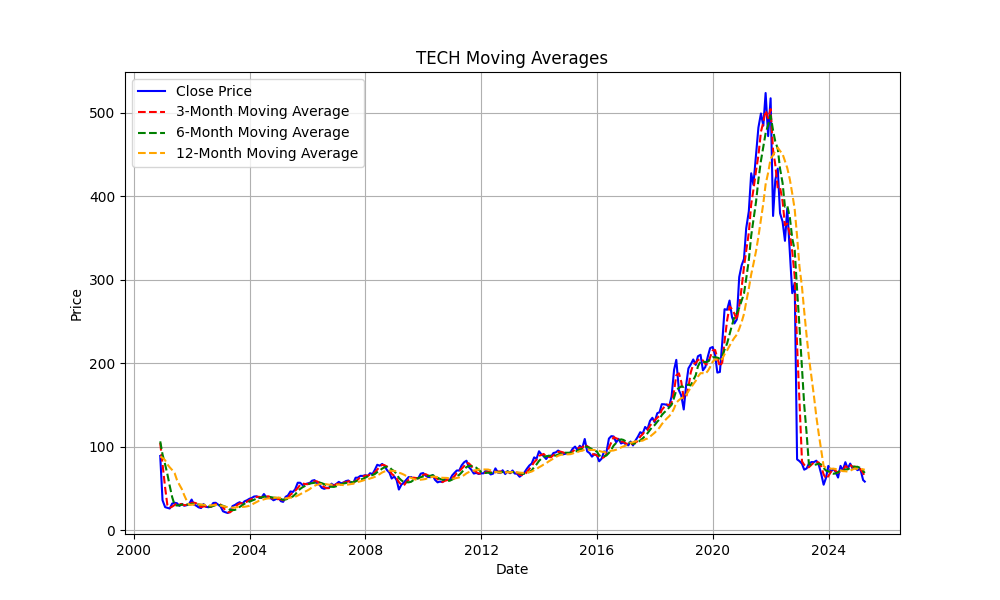 TECH Moving Averages
Close Price
3-Month Moving Average
6-Month Moving Average
12-Month Moving Average
Price
500
400
300
200
100
0
2000 2004 2008 2012 2016 2020 2024
Date